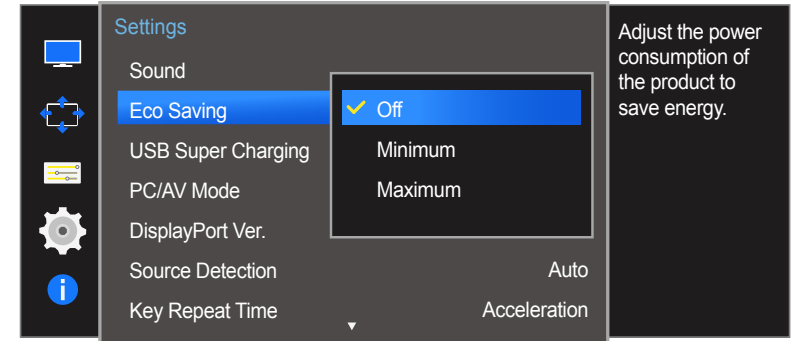 Settings
Sound
Eco Saving
Off
USB Super Charging
Minimum
PC/AV Mode
Maximum
DisplayPort Ver.
Source Detection
Auto
Key Repeat Time
Acceleration
Adjust the power
consumption of
the product to
save energy.